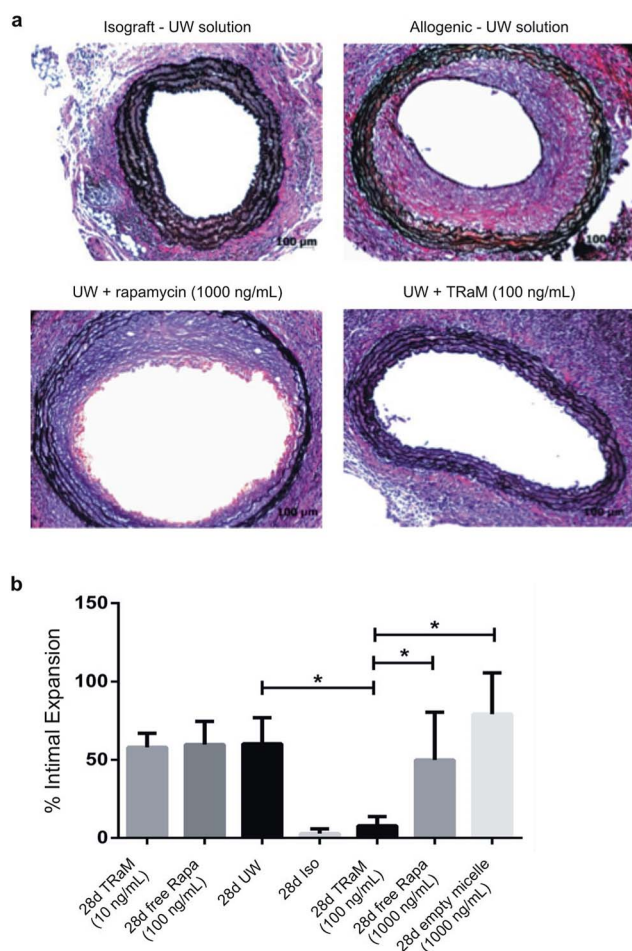 a
Isograft - UW solution
Allogenic - UW solution
100 µm
100 µm
UW + rapamycin (1000 ng/mL)
UW + TRaM (100 ng/mL)
100 µm
100 µm
b
% Intimal Expansion
150
100
50
0
*
*
*
28d TRaM
(10 ng/mL)
28d free Rapa
(100 ng/mL)
28d UW
28d Iso
28d TRaM
(100 ng/mL)
28d free Rapa
(1000 ng/mL)
28d empty micelle
(1000 ng/mL)